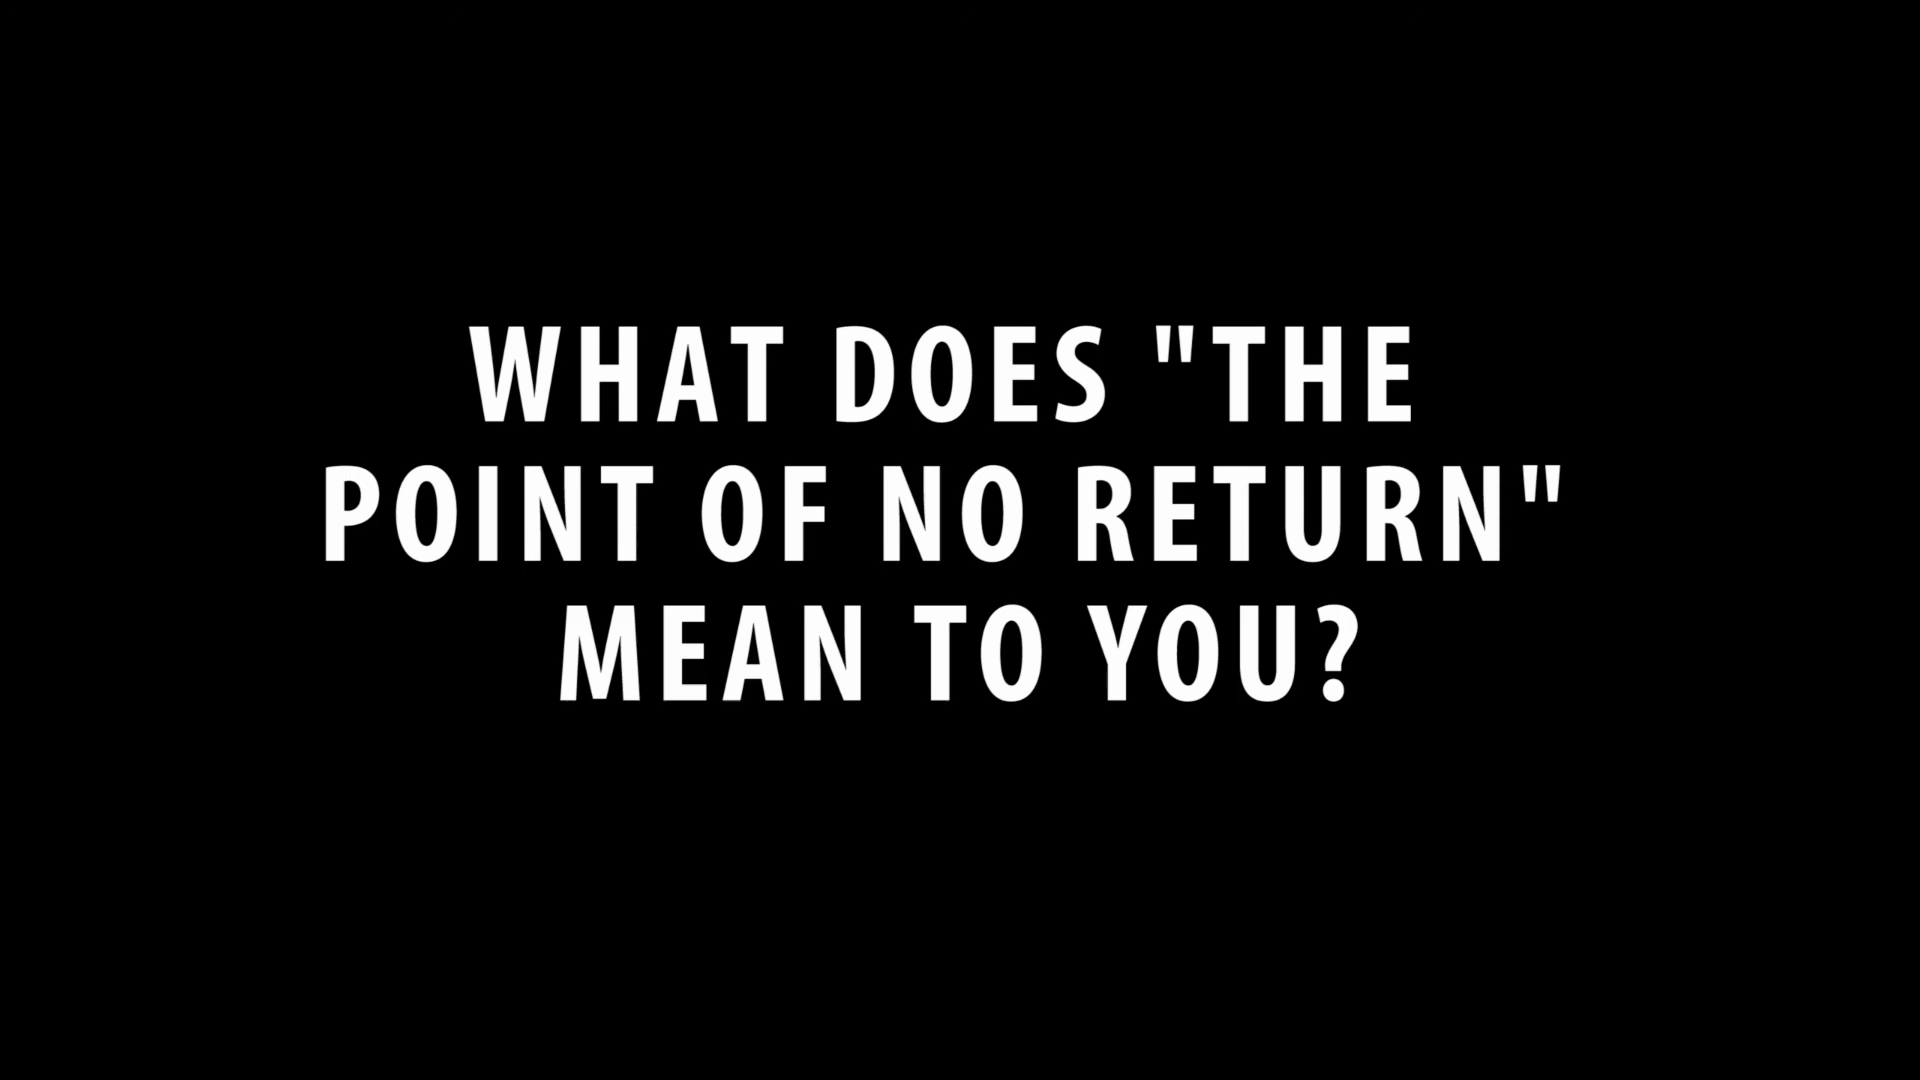 WHAT DOES "THE
POINT OF NO RETURN"
MEAN TO YOU?